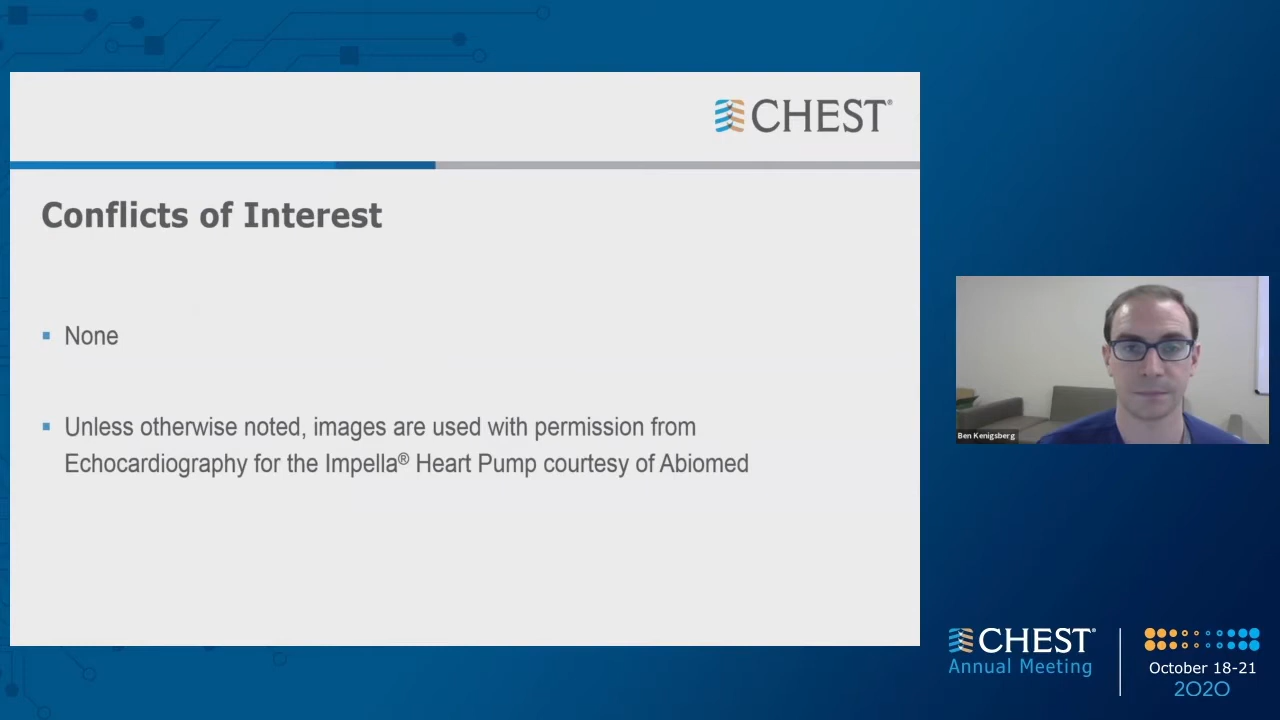 CHEST®
Conflicts of Interest
▪ None
▪ Unless otherwise noted, images are used with permission from
Echocardiography for the Impella® Heart Pump courtesy of Abiomed
Ben Kenigsberg
CHEST®
Annual Meeting
October 18-21
2020